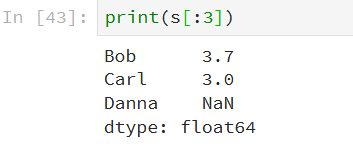 In [43]: print(s[:3])
Bob      3.7
Carl     3.0
Danna    NaN
dtype: float64